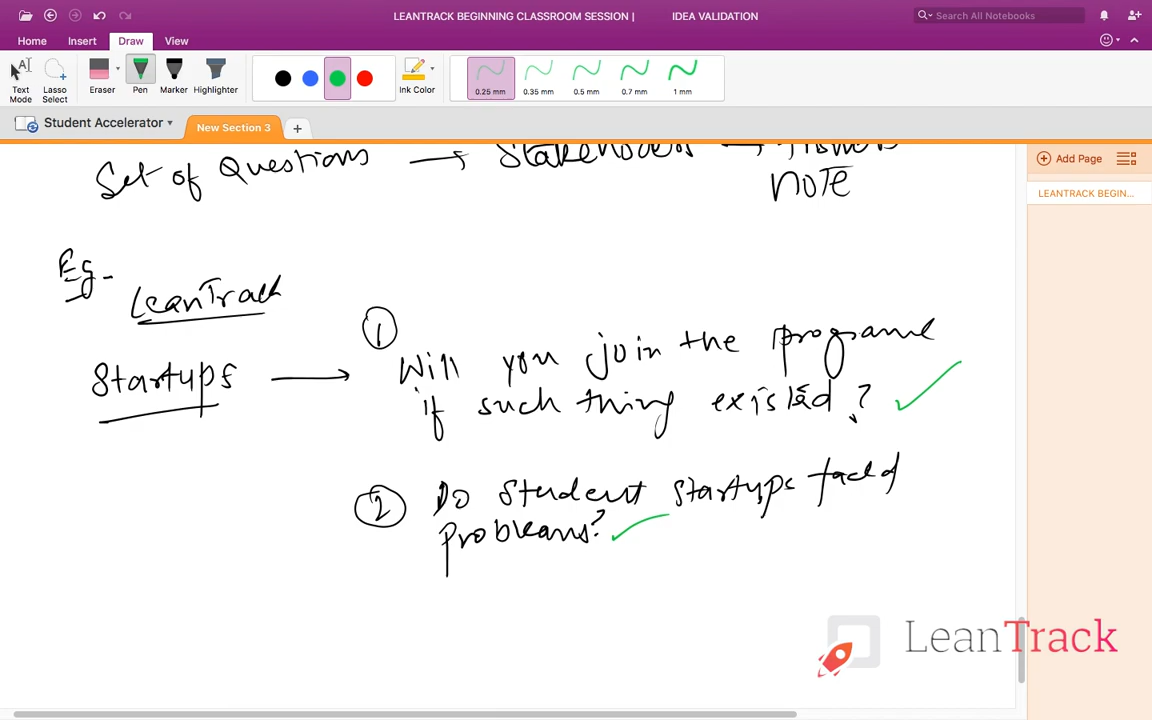 LEANTRACK BEGINNING CLASSROOM SESSION | IDEA VALIDATION
Search All Notebooks
Home Insert Draw View
Text Mode
Lasso Select
Eraser
Pen
Marker
Highlighter
Ink Color
0.25 mm 0.35 mm 0.5 mm 0.7 mm 1 mm
Student Accelerator
New Section 3
Add Page
LEANTRACK BEGIN...
Set of Questions → Stakeholders →
NOTE
Eg-
LeanTrack
Startups →
1
Will you join the programe
if such thing existed?
2 Do student startups faced
probleams?
LeanTrack